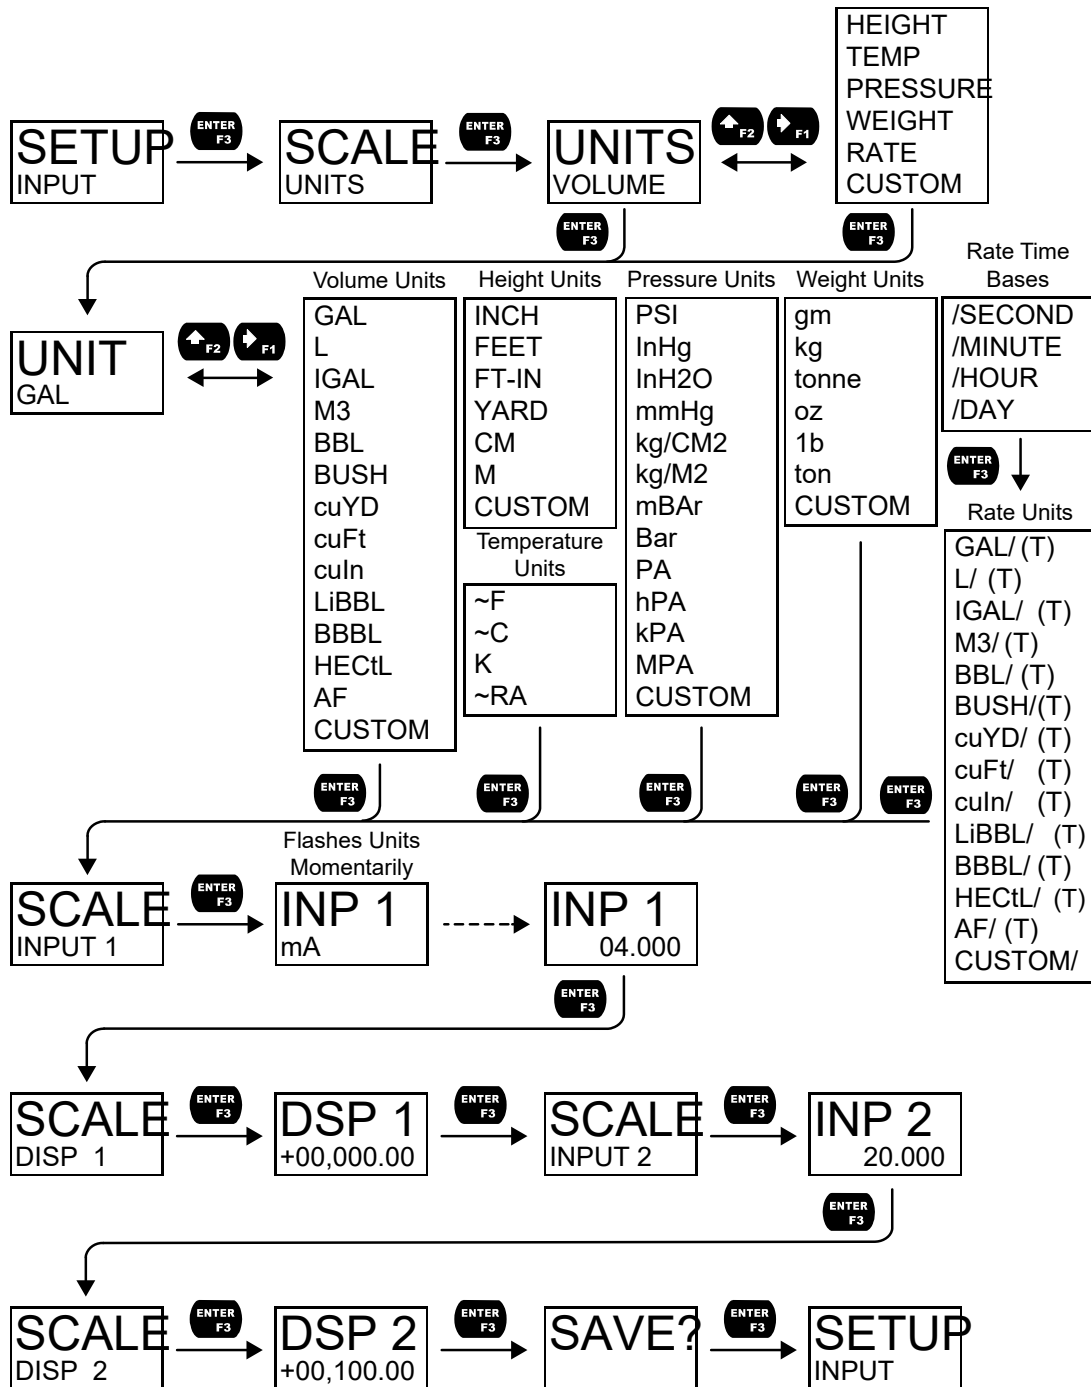 HEIGHT
TEMP
PRESSURE
WEIGHT
RATE
CUSTOM
SETUP
INPUT
ENTER
F3
SCALE
UNITS
ENTER
F3
UNITS
VOLUME
F2
F1
ENTER
F3
ENTER
F3
UNIT
GAL
F2
F1
Volume Units
GAL
L
IGAL
M3
BBL
BUSH
cuYD
cuFt
cuIn
LiBBL
BBBL
HECtL
AF
CUSTOM
Height Units
INCH
FEET
FT-IN
YARD
CM
M
CUSTOM
Temperature
Units
~F
~C
K
~RA
Pressure Units
PSI
InHg
InH2O
mmHg
kg/CM2
kg/M2
mBAr
Bar
PA
hPA
kPA
MPA
CUSTOM
Weight Units
gm
kg
tonne
oz
1b
ton
CUSTOM
Rate Time
Bases
/SECOND
/MINUTE
/HOUR
/DAY
ENTER
F3
Rate Units
GAL/ (T)
L/ (T)
IGAL/ (T)
M3/ (T)
BBL/ (T)
BUSH/(T)
cuYD/ (T)
cuFt/ (T)
cuIn/ (T)
LiBBL/ (T)
BBBL/ (T)
HECtL/ (T)
AF/ (T)
CUSTOM/
ENTER
F3
ENTER
F3
ENTER
F3
ENTER
F3
ENTER
F3
SCALE
INPUT 1
ENTER
F3
Flashes Units
Momentarily
INP 1
mA
INP 1
04.000
ENTER
F3
SCALE
DISP 1
ENTER
F3
DSP 1
+00,000.00
ENTER
F3
SCALE
INPUT 2
ENTER
F3
INP 2
20.000
ENTER
F3
SCALE
DISP 2
ENTER
F3
DSP 2
+00,100.00
ENTER
F3
SAVE?
ENTER
F3
SETUP
INPUT